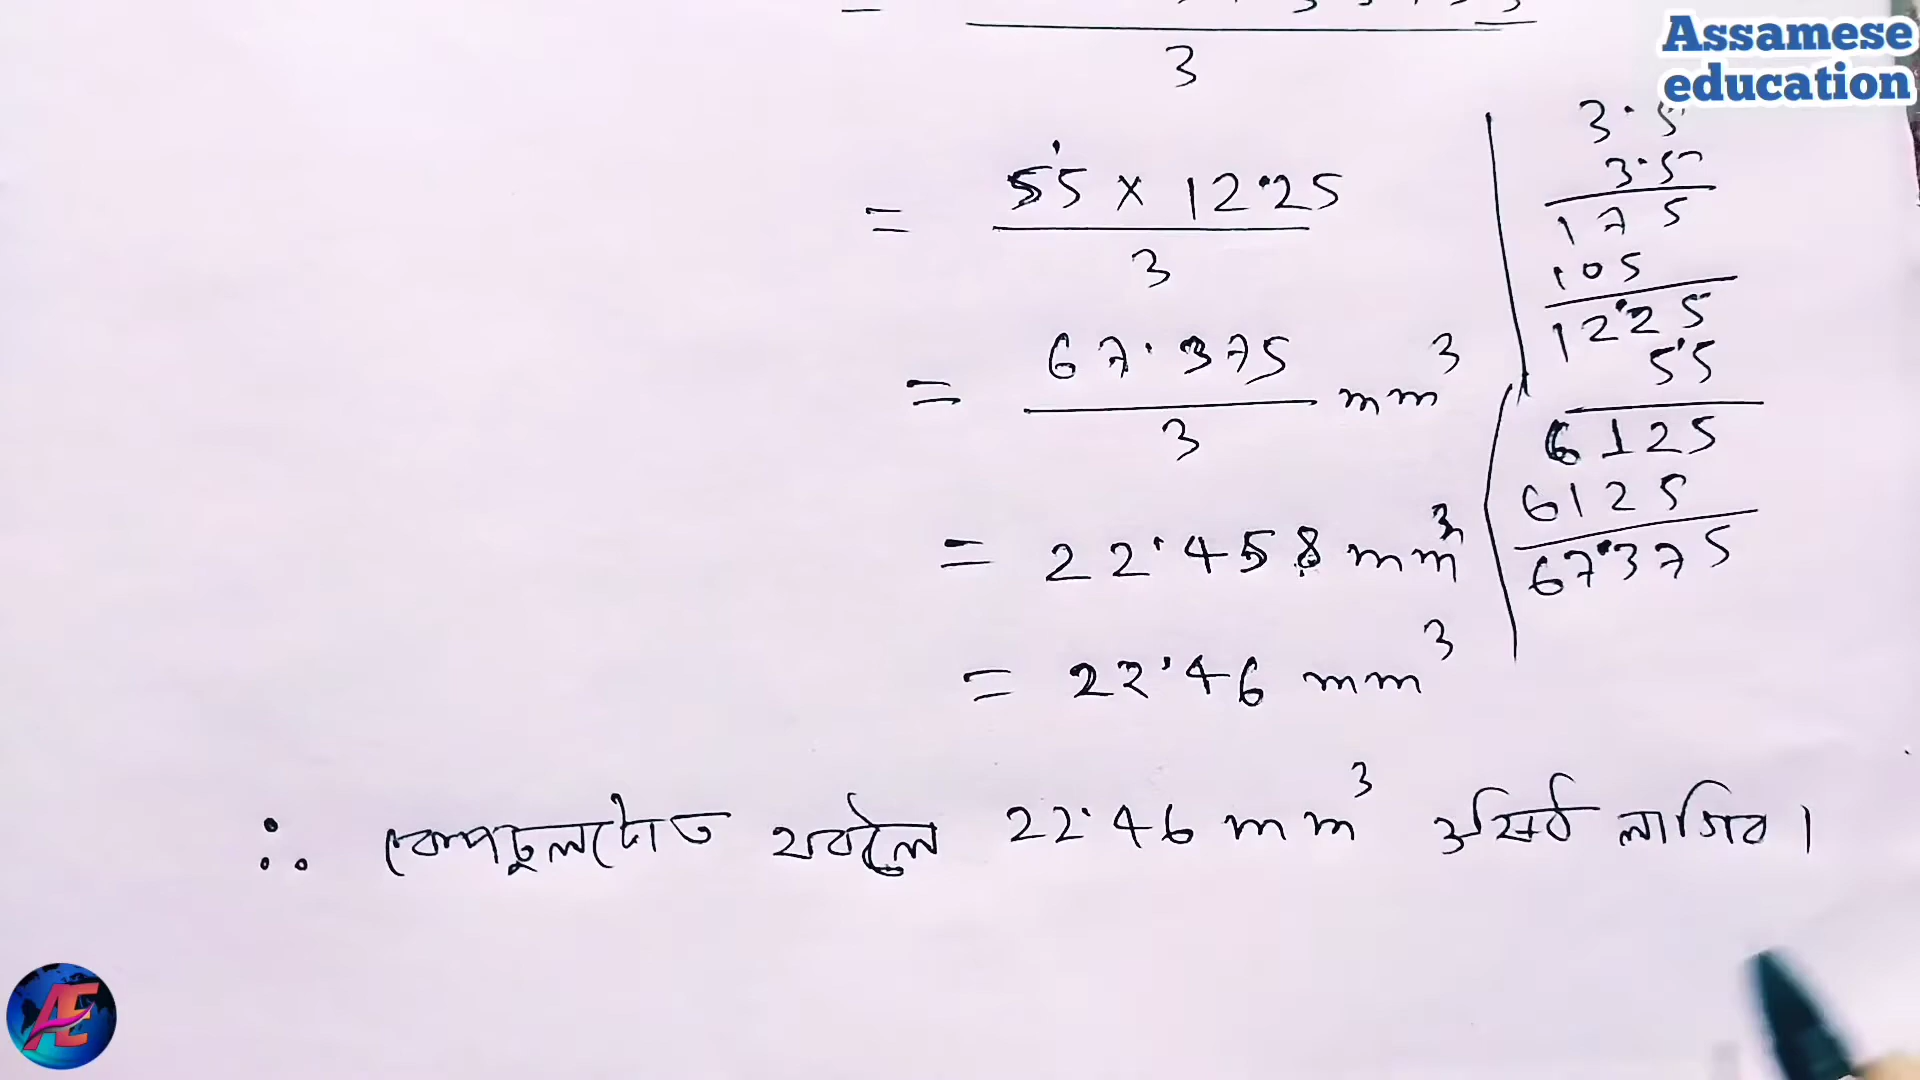 Assamese
education
3
= 5.5 × 12.25
3
= 67.375 mm³
3
= 22.458 mm³
= 22.46 mm³
3.5
3.5
175
105
12.25
5.5
6125
6125
67.375
∴ কেপচুলটোত থবলৈ 22.46 mm³ ঔষধি লাগিব।
AE